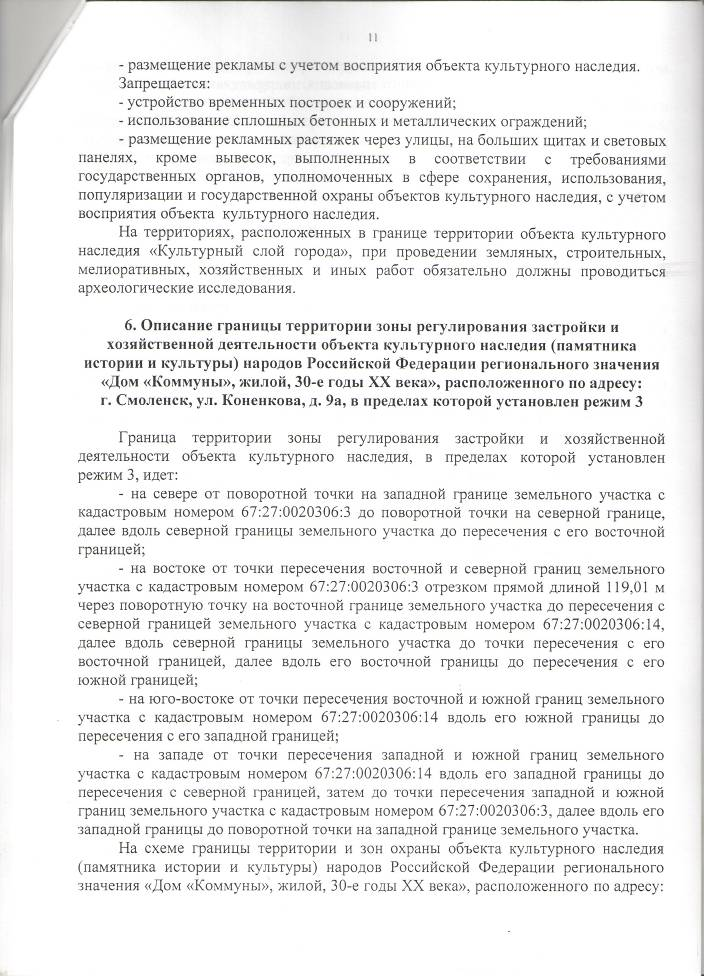 11
- размещение рекламы с учетом восприятия объекта культурного наследия.
Запрещается:
- устройство временных построек и сооружений;
- использование сплошных бетонных и металлических ограждений;
- размещение рекламных растяжек через улицы, на больших щитах и световых
панелях, кроме вывесок, выполненных в соответствии с требованиями
государственных органов, уполномоченных в сфере сохранения, использования,
популяризации и государственной охраны объектов культурного наследия, с учетом
восприятия объекта культурного наследия.
На территориях, расположенных в границе территории объекта культурного
наследия «Культурный слой города», при проведении земляных, строительных,
мелиоративных, хозяйственных и иных работ обязательно должны проводиться
археологические исследования.
6. Описание границы территории зоны регулирования застройки и
хозяйственной деятельности объекта культурного наследия (памятника
истории и культуры) народов Российской Федерации регионального значения
«Дом «Коммуны», жилой, 30-е годы XX века», расположенного по адресу:
г. Смоленск, ул. Коненкова, д. 9а, в пределах которой установлен режим 3
Граница территории зоны регулирования застройки и хозяйственной
деятельности объекта культурного наследия, в пределах которой установлен
режим 3, идет:
- на севере от поворотной точки на западной границе земельного участка с
кадастровым номером 67:27:0020306:3 до поворотной точки на северной границе,
далее вдоль северной границы земельного участка до пересечения с его восточной
границей;
- на востоке от точки пересечения восточной и северной границ земельного
участка с кадастровым номером 67:27:0020306:3 отрезком прямой длиной 119,01 м
через поворотную точку на восточной границе земельного участка до пересечения с
северной границей земельного участка с кадастровым номером 67:27:0020306:14,
далее вдоль северной границы земельного участка до точки пересечения с его
восточной границей, далее вдоль его восточной границы до пересечения с его
южной границей;
- на юго-востоке от точки пересечения восточной и южной границ земельного
участка с кадастровым номером 67:27:0020306:14 вдоль его южной границы до
пересечения с его западной границей;
- на западе от точки пересечения западной и южной границ земельного
участка с кадастровым номером 67:27:0020306:14 вдоль его западной границы до
пересечения с северной границей, затем до точки пересечения западной и южной
границ земельного участка с кадастровым номером 67:27:0020306:3, далее вдоль его
западной границы до поворотной точки на западной границе земельного участка.
На схеме границы территории и зон охраны объекта культурного наследия
(памятника истории и культуры) народов Российской Федерации регионального
значения «Дом «Коммуны», жилой, 30-е годы XX века», расположенного по адресу: